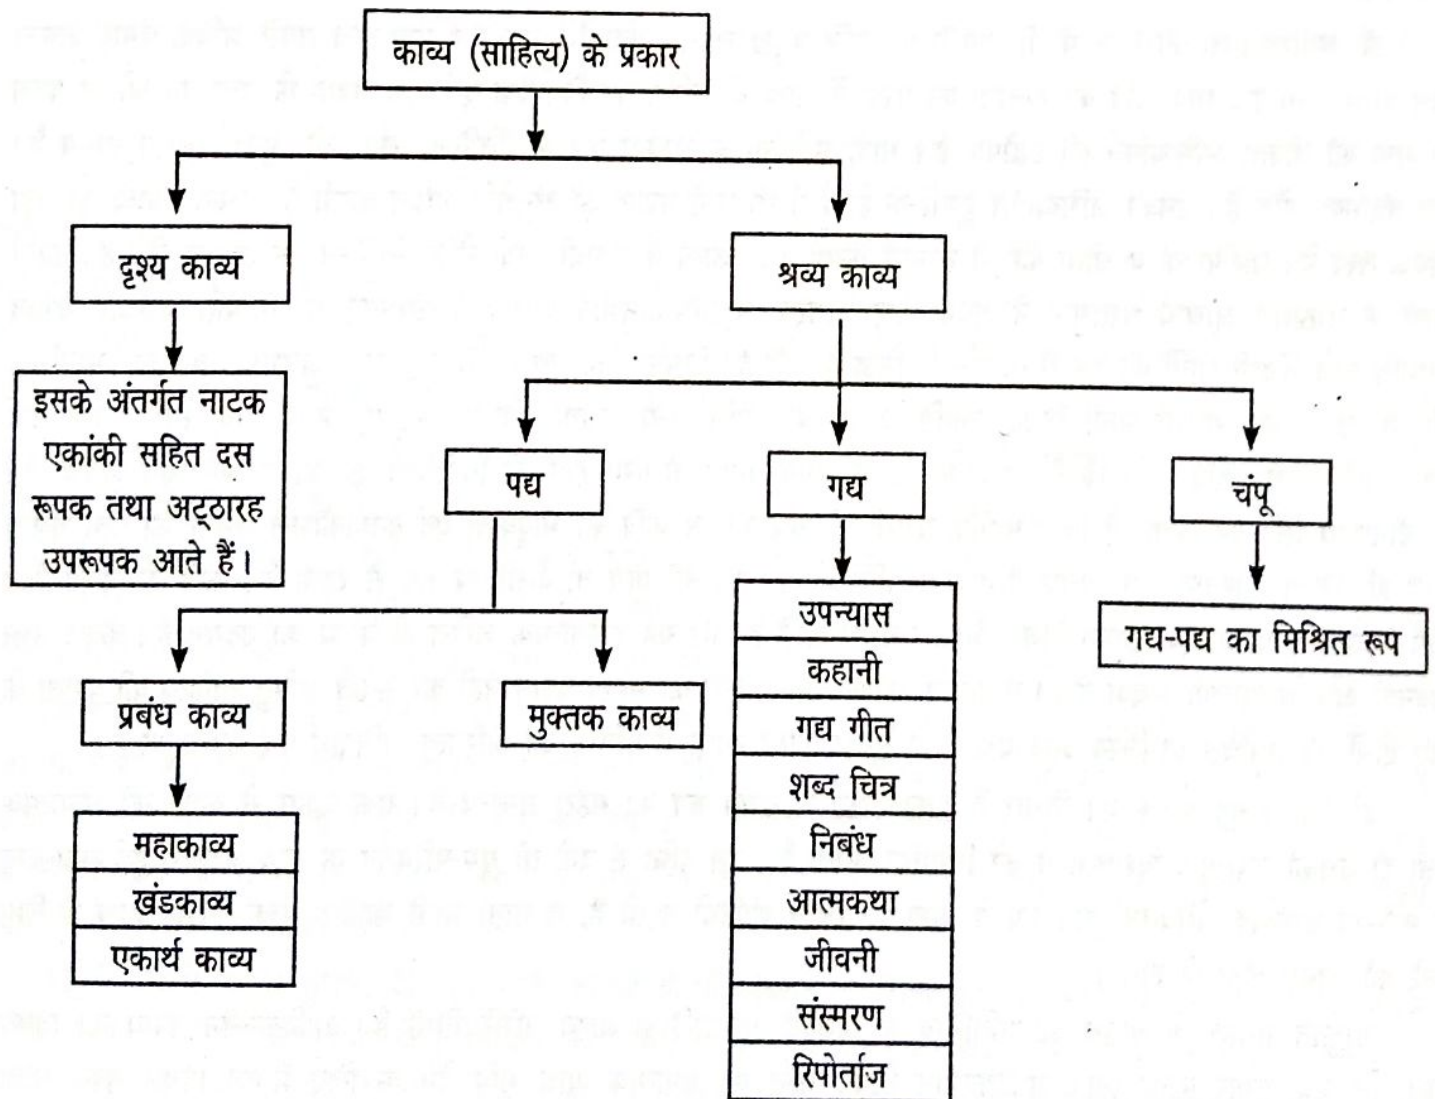 काव्य (साहित्य) के प्रकार
दृश्य काव्य
श्रव्य काव्य
इसके अंतर्गत नाटक
एकांकी सहित दस
रूपक तथा अट्ठारह
उपरूपक आते हैं।
पद्य
गद्य
चंपू
प्रबंध काव्य
मुक्तक काव्य
महाकाव्य
खंडकाव्य
एकार्थ काव्य
उपन्यास
कहानी
गद्य गीत
शब्द चित्र
निबंध
आत्मकथा
जीवनी
संस्मरण
रिपोर्ताज
गद्य-पद्य का मिश्रित रूप